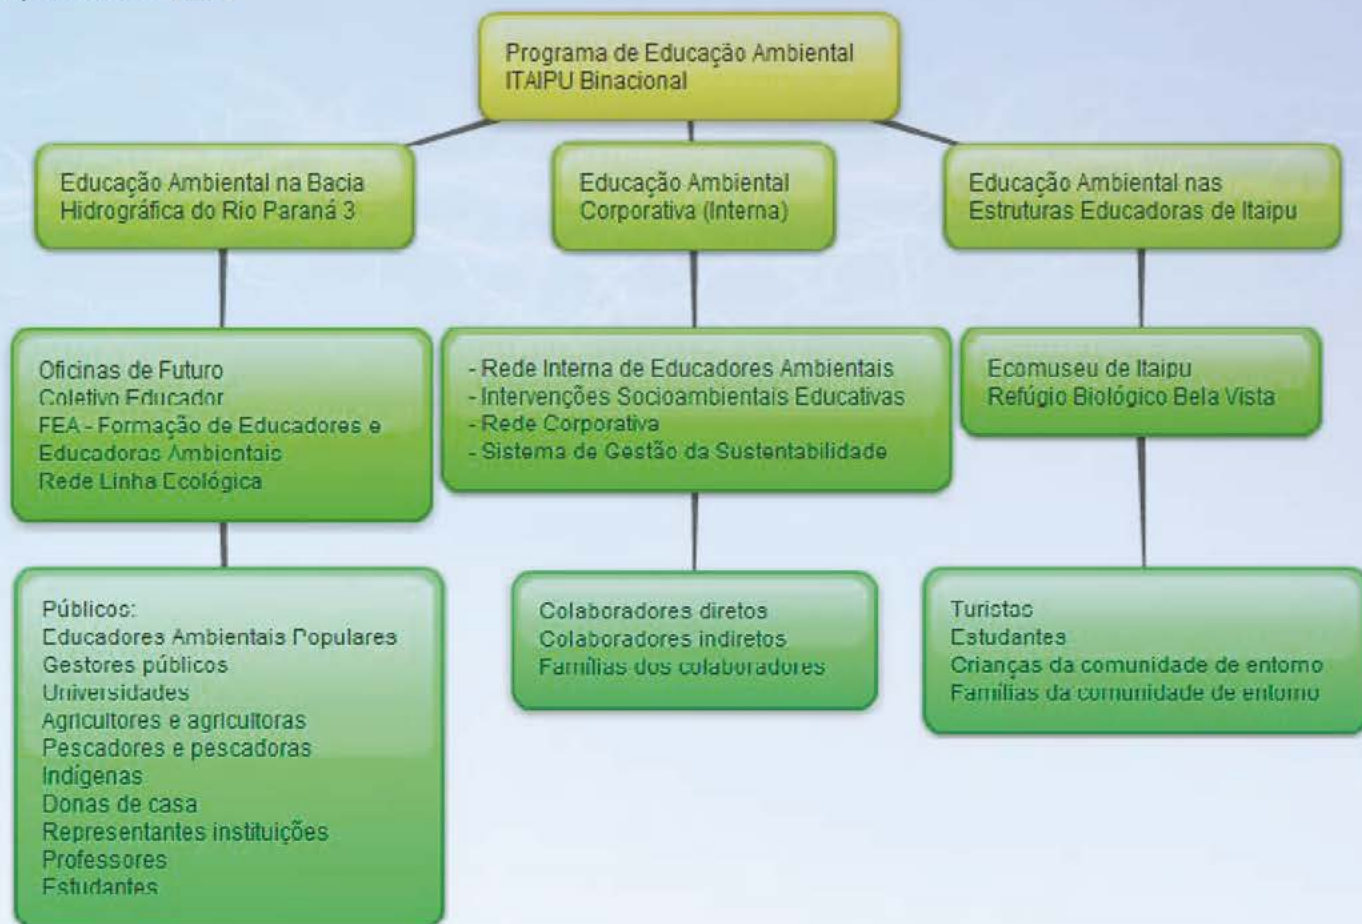 Programa de Educação Ambiental
ITAIPU Binacional
Educação Ambiental na Bacia
Hidrográfica do Rio Paraná 3
Educação Ambiental
Corporativa (Interna)
Educação Ambiental nas
Estruturas Educadoras de Itaipu
Oficinas de Futuro
Coletivo Educador
FEA - Formação de Educadores e
Educadoras Ambientais
Rede Linha Ecológica
- Rede Interna de Educadores Ambientais
- Intervenções Socioambientais Educativas
- Rede Corporativa
- Sistema de Gestão da Sustentabilidade
Ecomuseu de Itaipu
Refúgio Biológico Bela Vista
Públicos:
Educadores Ambientais Populares
Gestores públicos
Universidades
Agricultores e agricultoras
Pescadores e pescadoras
Indígenas
Donas de casa
Representantes instituições
Professores
Estudantes
Colaboradores diretos
Colaboradores indiretos
Famílias dos colaboradores
Turistas
Estudantes
Crianças da comunidade de entorno
Famílias da comunidade de entorno